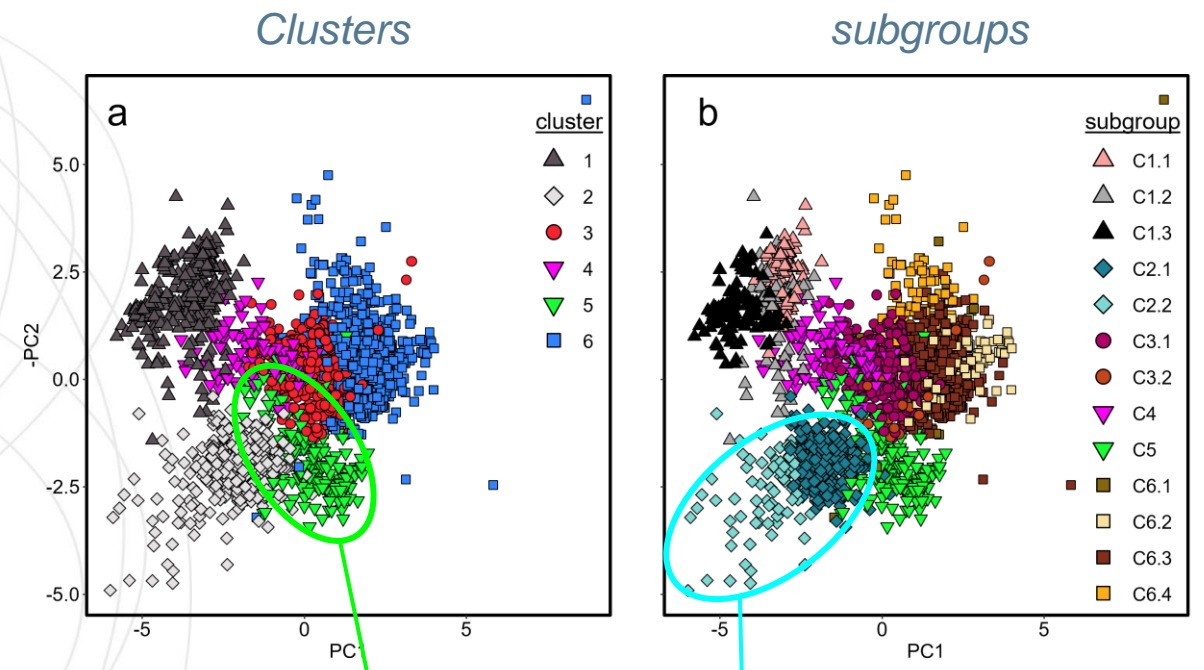 Clusters
subgroups
a
cluster
1
2
3
4
5
6
5.0
2.5
0.0
-2.5
-5.0
-PC2
-5
0
5
PC1
b
subgroup
C1.1
C1.2
C1.3
C2.1
C2.2
C3.1
C3.2
C4
C5
C6.1
C6.2
C6.3
C6.4
-5
0
5
PC1